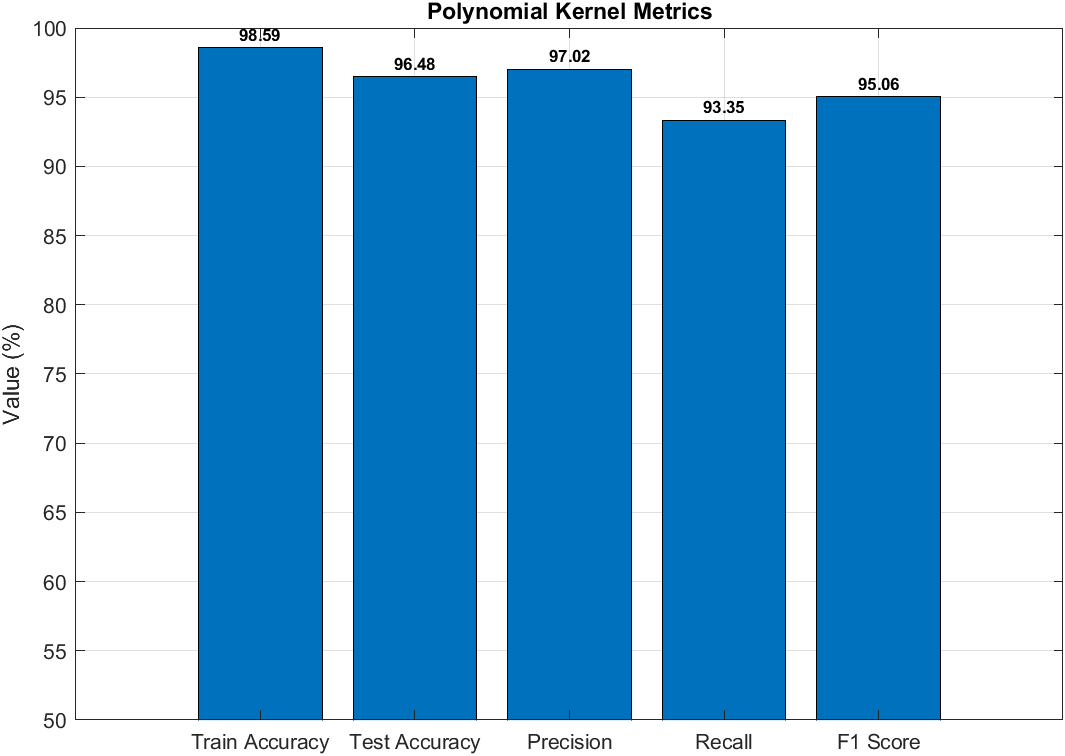 Polynomial Kernel Metrics
100
95
90
85
80
75
70
65
60
55
50
Value (%)
98.59
96.48
97.02
93.35
95.06
Train Accuracy
Test Accuracy
Precision
Recall
F1 Score